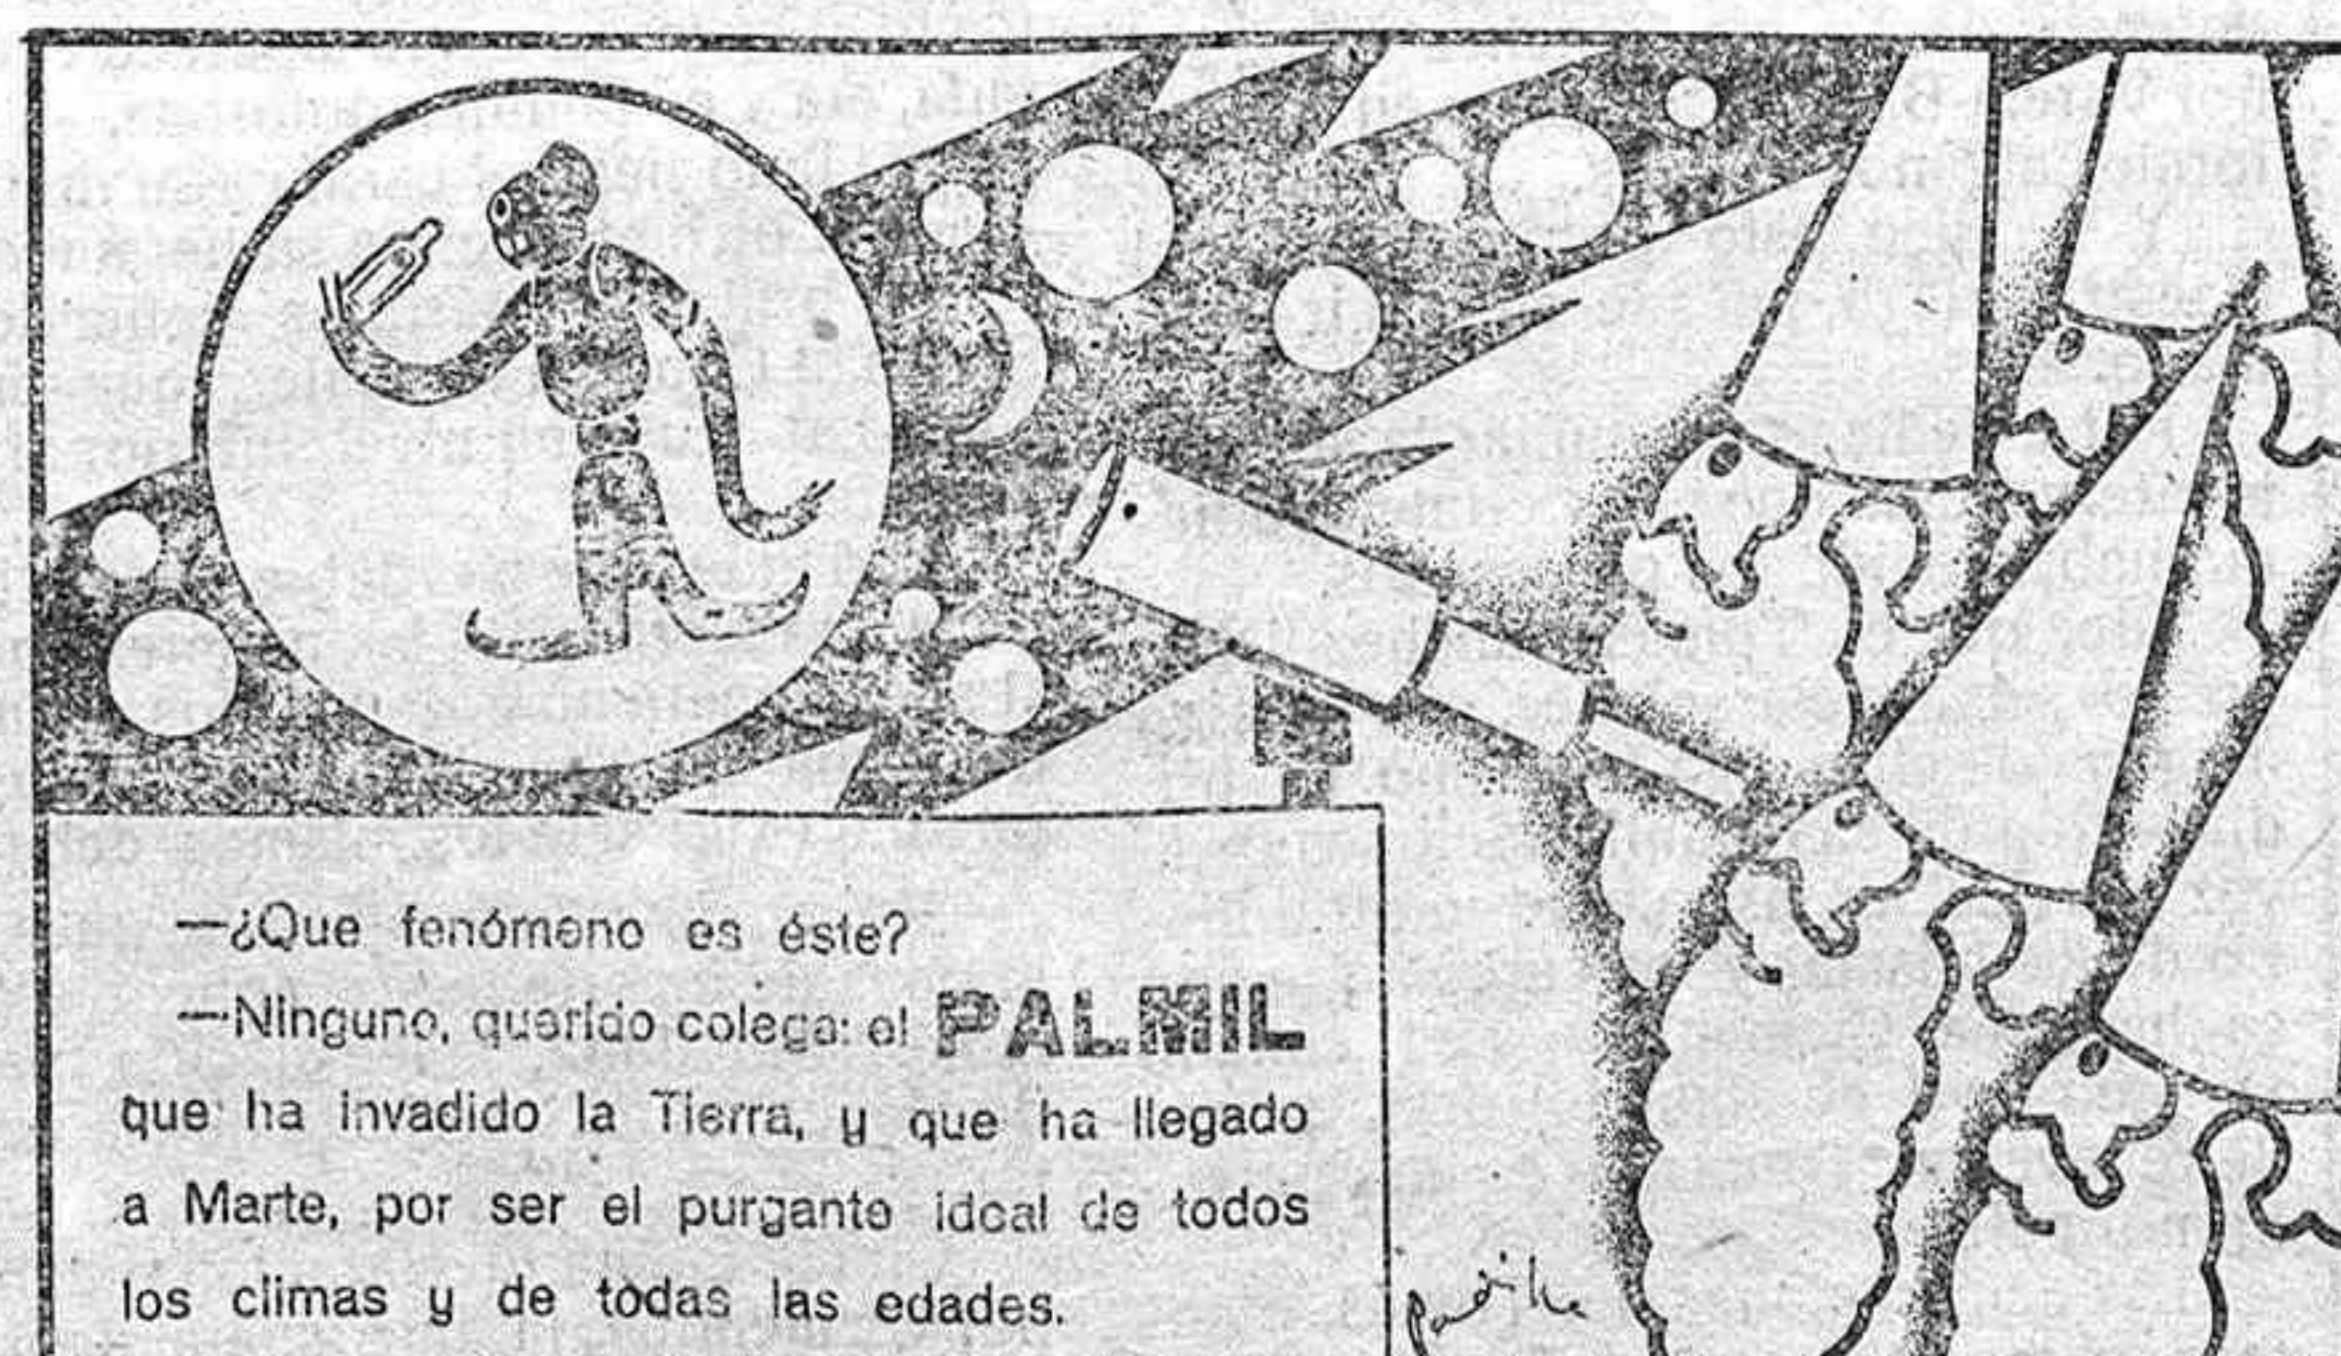 —¿Que fenómeno es éste?
—Ninguno, querido colega: el PALMIL
que ha invadido la Tierra, y que ha llegado
a Marte, por ser el purgante ideal de todos
los climas y de todas las edades.
Padilla